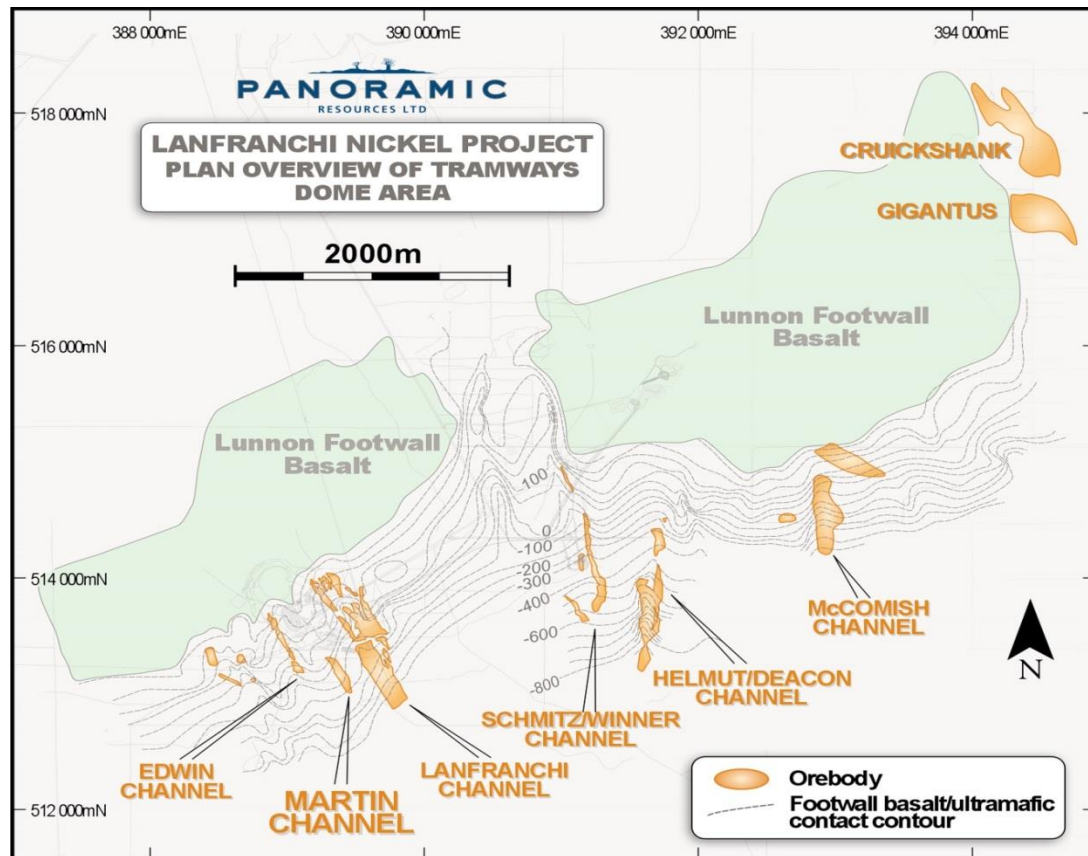 388 000mE
390 000mE
392 000mE
394 000mE
PANORAMIC
RESOURCES LTD
LANFRANCHI NICKEL PROJECT
PLAN OVERVIEW OF TRAMWAYS
DOME AREA
2000m
518 000mN
516 000mN
514 000mN
512 000mN
CRUICKSHANK
GIGANTUS
Lunnon Footwall
Basalt
Lunnon Footwall
Basalt
100
0
-100
-200
-300
-400
-600
-800
McCOMISH
CHANNEL
HELMUT/DEACON
CHANNEL
SCHMITZ/WINNER
CHANNEL
LANFRANCHI
CHANNEL
MARTIN
CHANNEL
EDWIN
CHANNEL
N
Orebody
Footwall basalt/ultramafic
contact contour